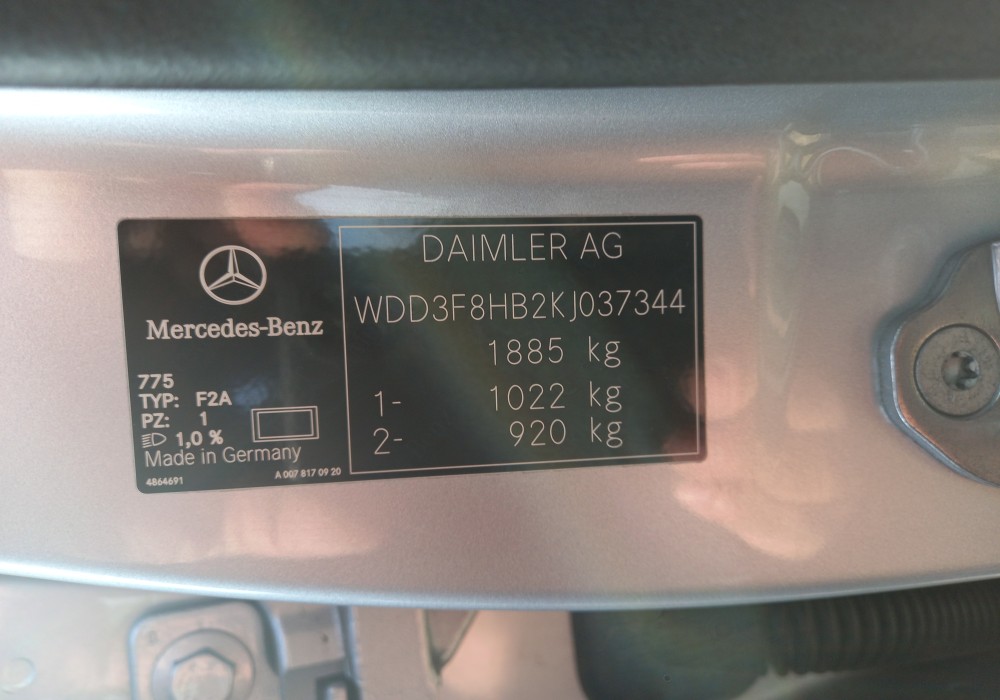 Mercedes-Benz
775
TYP: F2A
PZ: 1
1,0 %
Made in Germany
4864691
A 007 817 09 20
DAIMLER AG
WDD3F8HB2KJ037344
1885 kg
1- 1022 kg
2- 920 kg